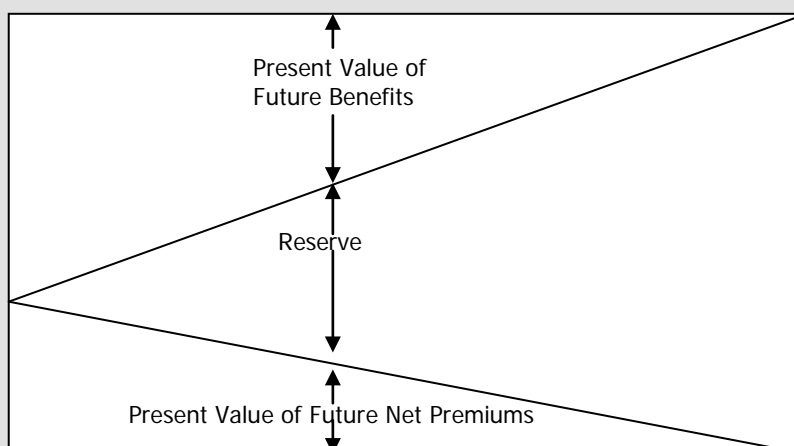 Present Value of
Future Benefits
Reserve
Present Value of Future Net Premiums